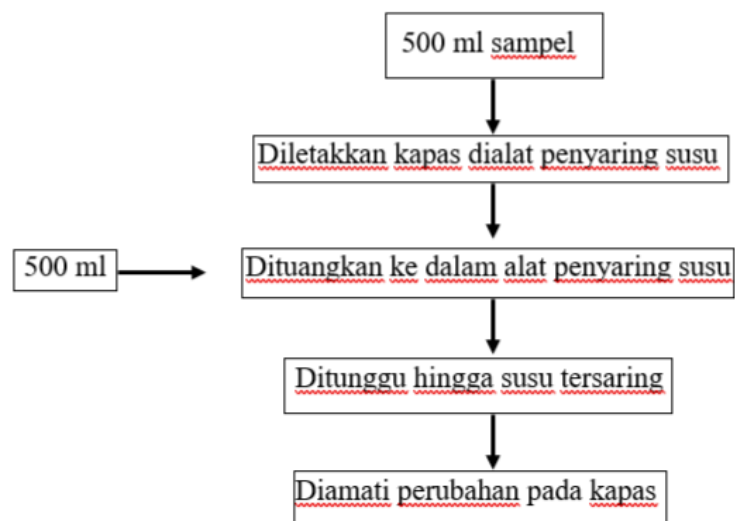 500 ml sampel
Diletakkan kapas dialat penyaring susu
500 ml
Dituangkan ke dalam alat penyaring susu
Ditunggu hingga susu tersaring
Diamati perubahan pada kapas